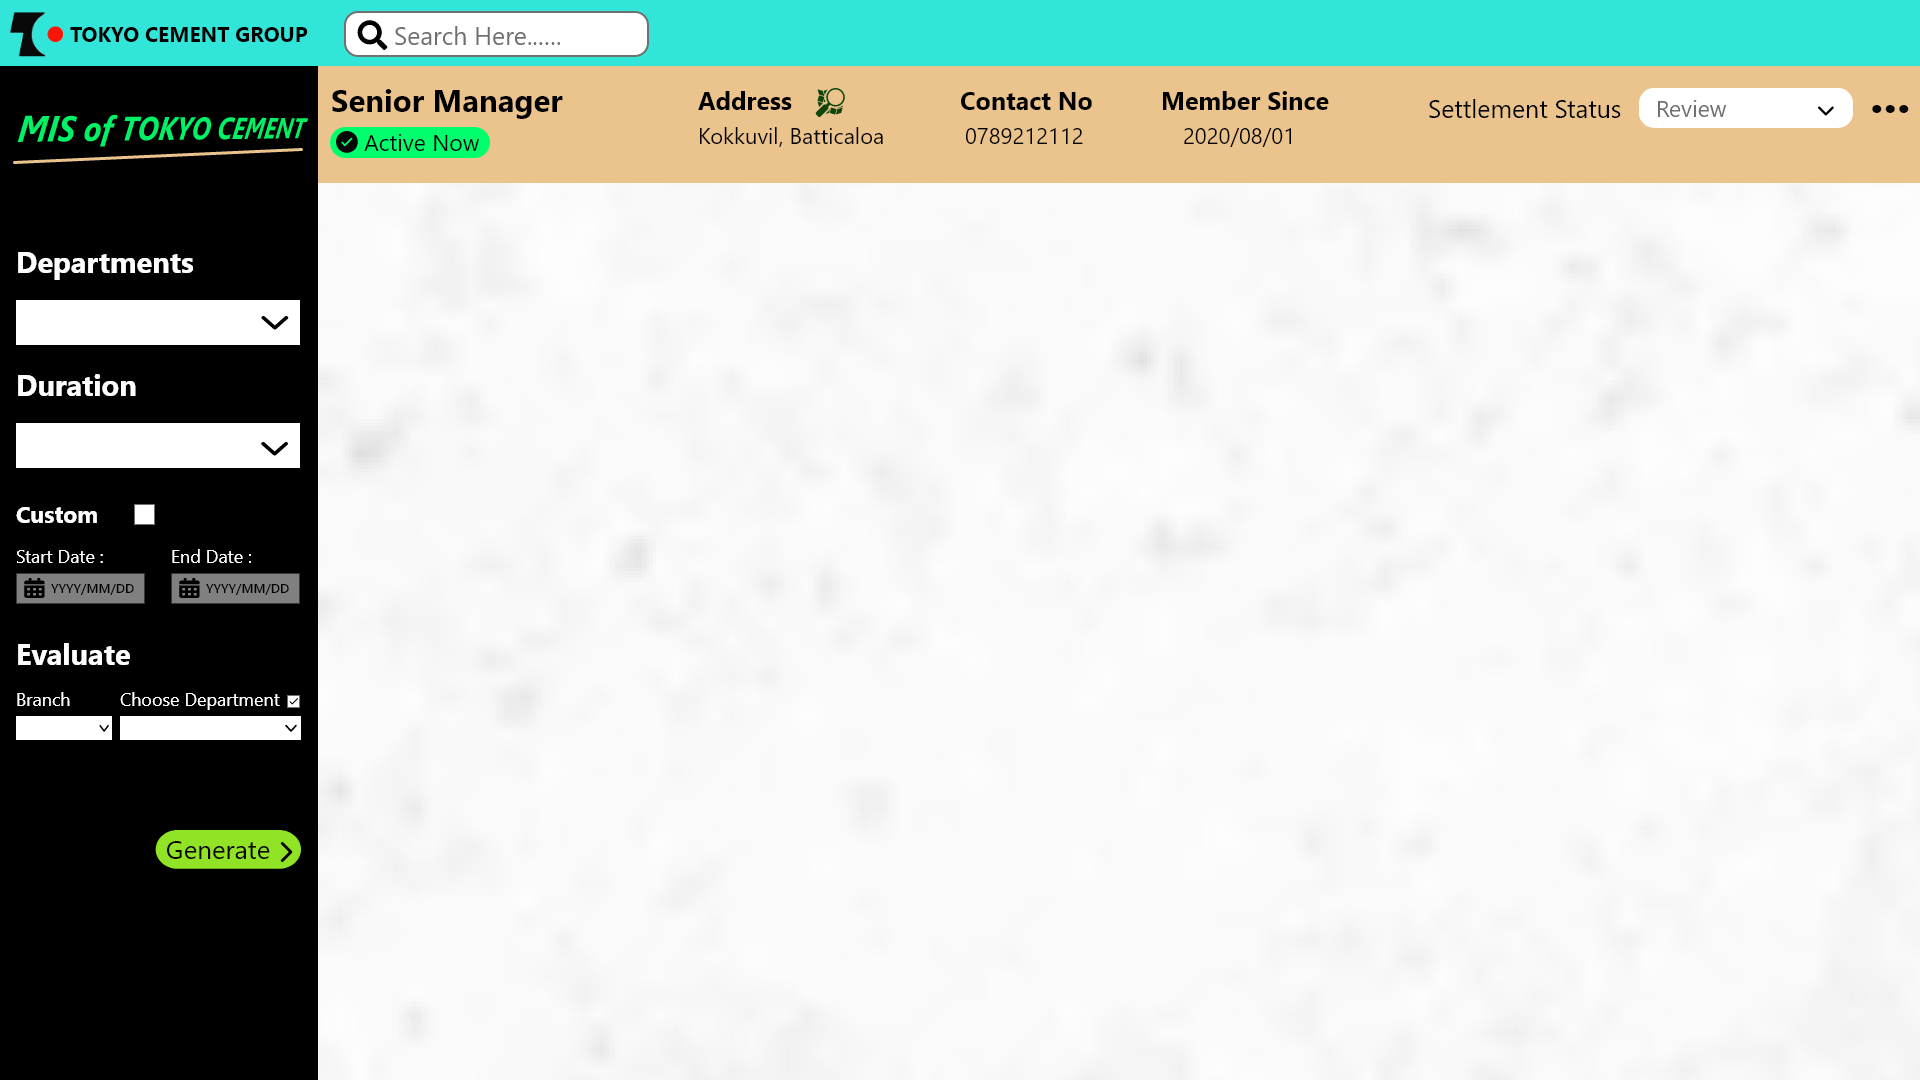 TOKYO CEMENT GROUP
Search Here......
MIS of TOKYO CEMENT
Senior Manager
Active Now
Address
Kokkuvil, Batticaloa
Contact No
0789212112
Member Since
2020/08/01
Settlement Status
Review
Departments
Duration
Custom
Start Date :
End Date :
YYYY/MM/DD
YYYY/MM/DD
Evaluate
Branch
Choose Department
Generate